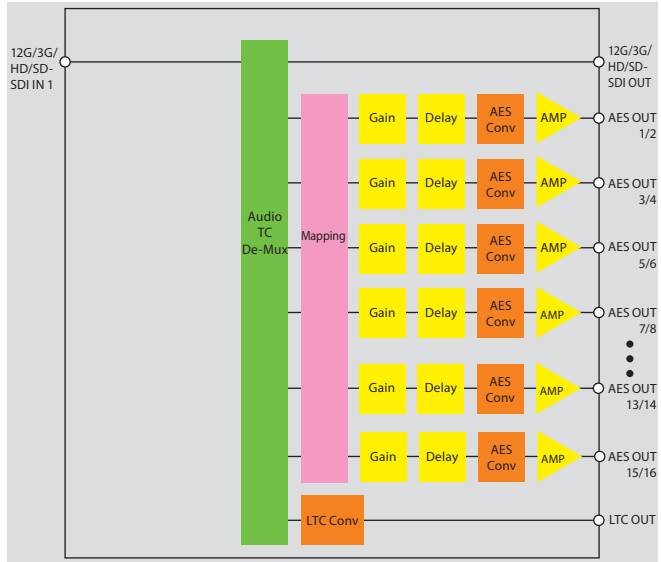 12G/3G/
HD/SD-
SDI IN 1
12G/3G/
HD/SD-
SDI OUT
Audio
TC
De-Mux
Mapping
Gain
Delay
AES
Conv
AMP
AES OUT
1/2
Gain
Delay
AES
Conv
AMP
AES OUT
3/4
Gain
Delay
AES
Conv
AMP
AES OUT
5/6
Gain
Delay
AES
Conv
AMP
AES OUT
7/8
Gain
Delay
AES
Conv
AMP
AES OUT
13/14
Gain
Delay
AES
Conv
AMP
AES OUT
15/16
LTC Conv
LTC OUT